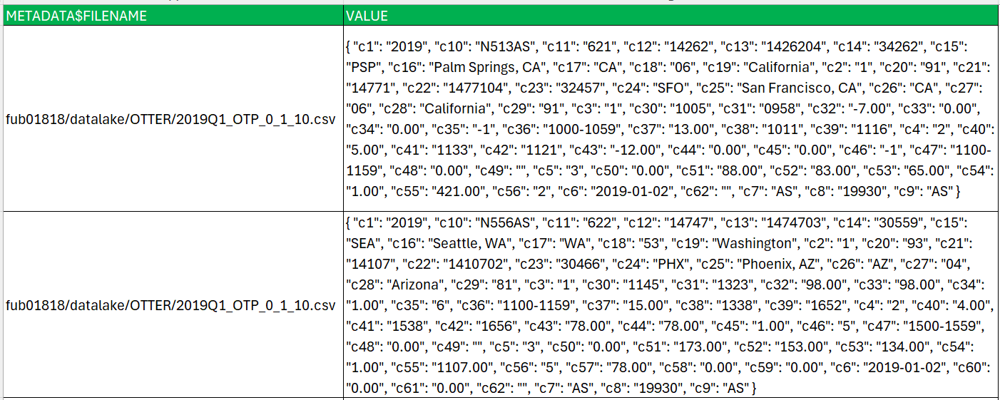 METADATA$FILENAME VALUE
{ "c1": "2019", "c10": "N513AS", "c11": "621", "c12": "14262", "c13": "1426204", "c14": "34262", "c15":
"PSP", "c16": "Palm Springs, CA", "c17": "CA", "c18": "06", "c19": "California", "c2": "1", "c20": "91", "c21":
"14771", "c22": "1477104", "c23": "32457", "c24": "SFO", "c25": "San Francisco, CA", "c26": "CA", "c27":
"06", "c28": "California", "c29": "91", "c3": "1", "c30": "1005", "c31": "0958", "c32": "-7.00", "c33": "0.00",
fub01818/datalake/OTTER/2019Q1_OTP_0_1_10.csv
"c34": "0.00", "c35": "-1", "c36": "1000-1059", "c37": "13.00", "c38": "1011", "c39": "1116", "c4": "2", "c40":
"5.00", "c41": "1133", "c42": "1121", "c43": "-12.00", "c44": "0.00", "c45": "0.00", "c46": "-1", "c47": "1100-
1159", "c48": "0.00", "c49": "", "c5": "3", "c50": "0.00", "c51": "88.00", "c52": "83.00", "c53": "65.00", "c54":
"1.00", "c55": "421.00", "c56": "2", "c6": "2019-01-02", "c62": "", "c7": "AS", "c8": "19930", "c9": "AS" }
{ "c1": "2019", "c10": "N556AS", "c11": "622", "c12": "14747", "c13": "1474703", "c14": "30559", "c15":
"SEA", "c16": "Seattle, WA", "c17": "WA", "c18": "53", "c19": "Washington", "c2": "1", "c20": "93", "c21":
"14107", "c22": "1410702", "c23": "30466", "c24": "PHX", "c25": "Phoenix, AZ", "c26": "AZ", "c27": "04",
"c28": "Arizona", "c29": "81", "c3": "1", "c30": "1145", "c31": "1323", "c32": "98.00", "c33": "98.00", "c34":
fub01818/datalake/OTTER/2019Q1_OTP_0_1_10.csv
"1.00", "c35": "6", "c36": "1100-1159", "c37": "15.00", "c38": "1338", "c39": "1652", "c4": "2", "c40": "4.00",
"c41": "1538", "c42": "1656", "c43": "78.00", "c44": "78.00", "c45": "1.00", "c46": "5", "c47": "1500-1559",
"c48": "0.00", "c49": "", "c5": "3", "c50": "0.00", "c51": "173.00", "c52": "153.00", "c53": "134.00", "c54":
"1.00", "c55": "1107.00", "c56": "5", "c57": "78.00", "c58": "0.00", "c59": "0.00", "c6": "2019-01-02", "c60":
"0.00", "c61": "0.00", "c62": "", "c7": "AS", "c8": "19930", "c9": "AS" }